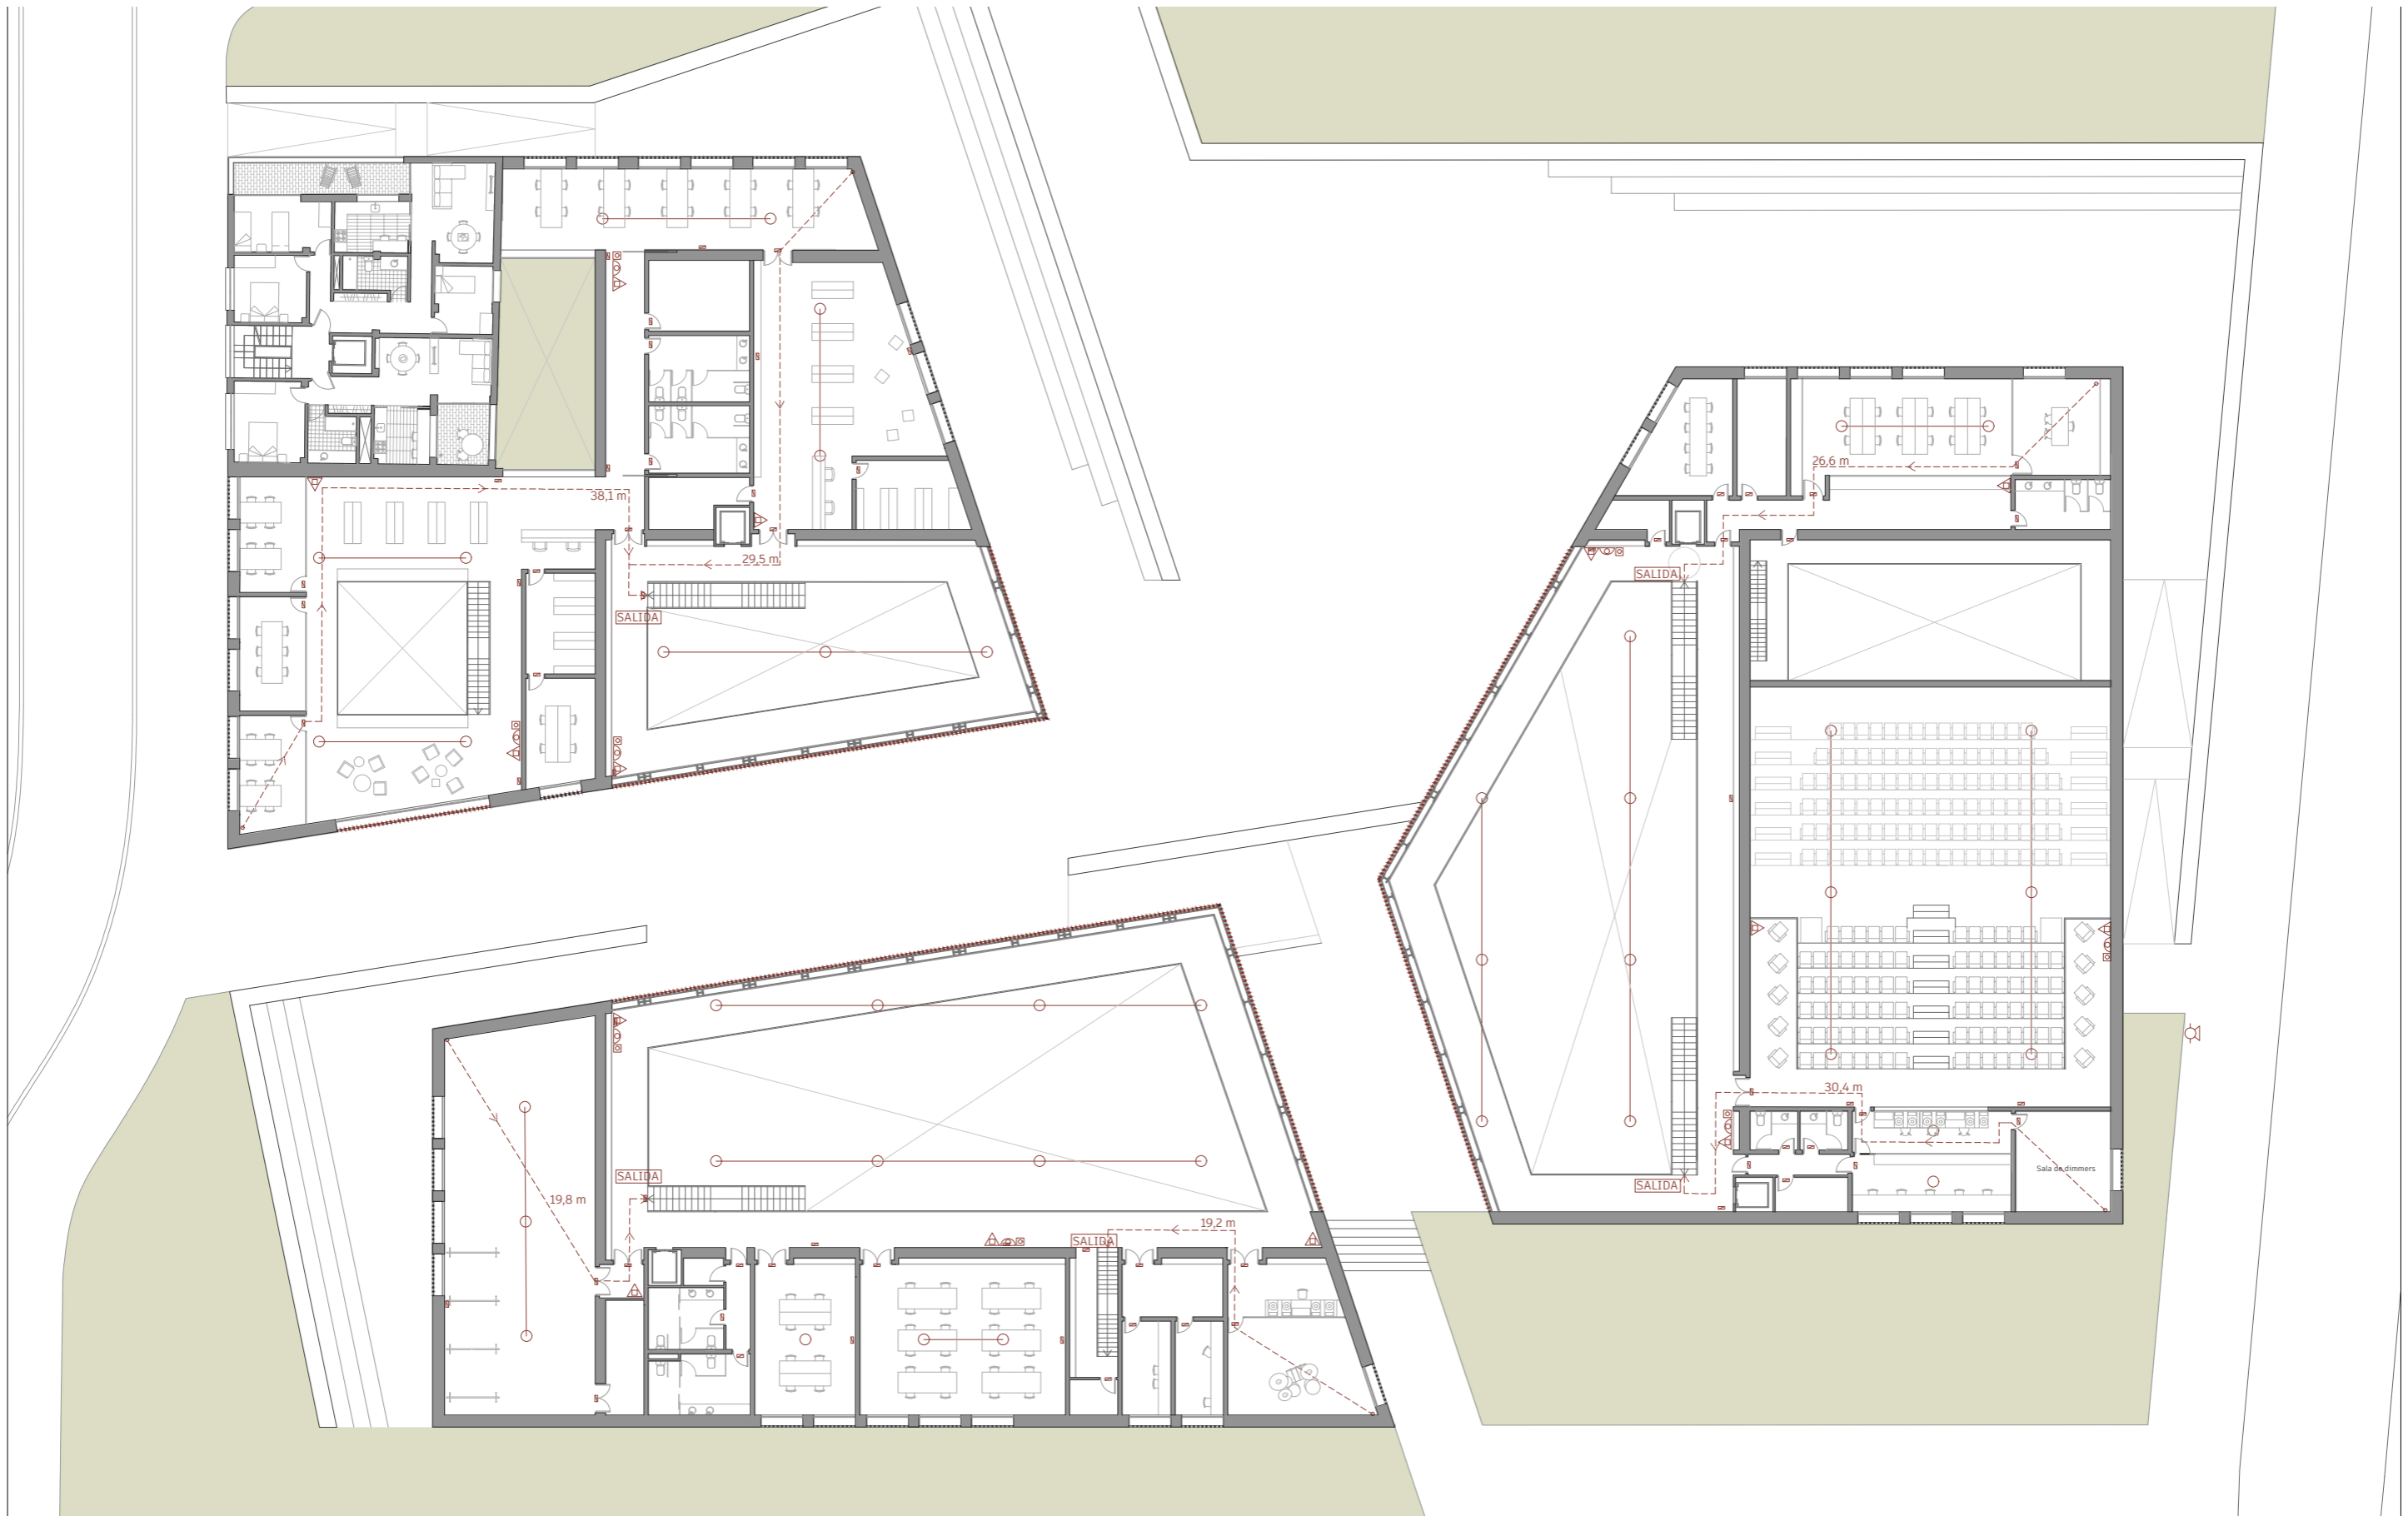 26,6 m
38,1 m
29,5 m
SALIDA
SALIDA
30,4 m
Sala de dimmers
SALIDA
SALIDA
19,8 m
19,2 m
SALIDA